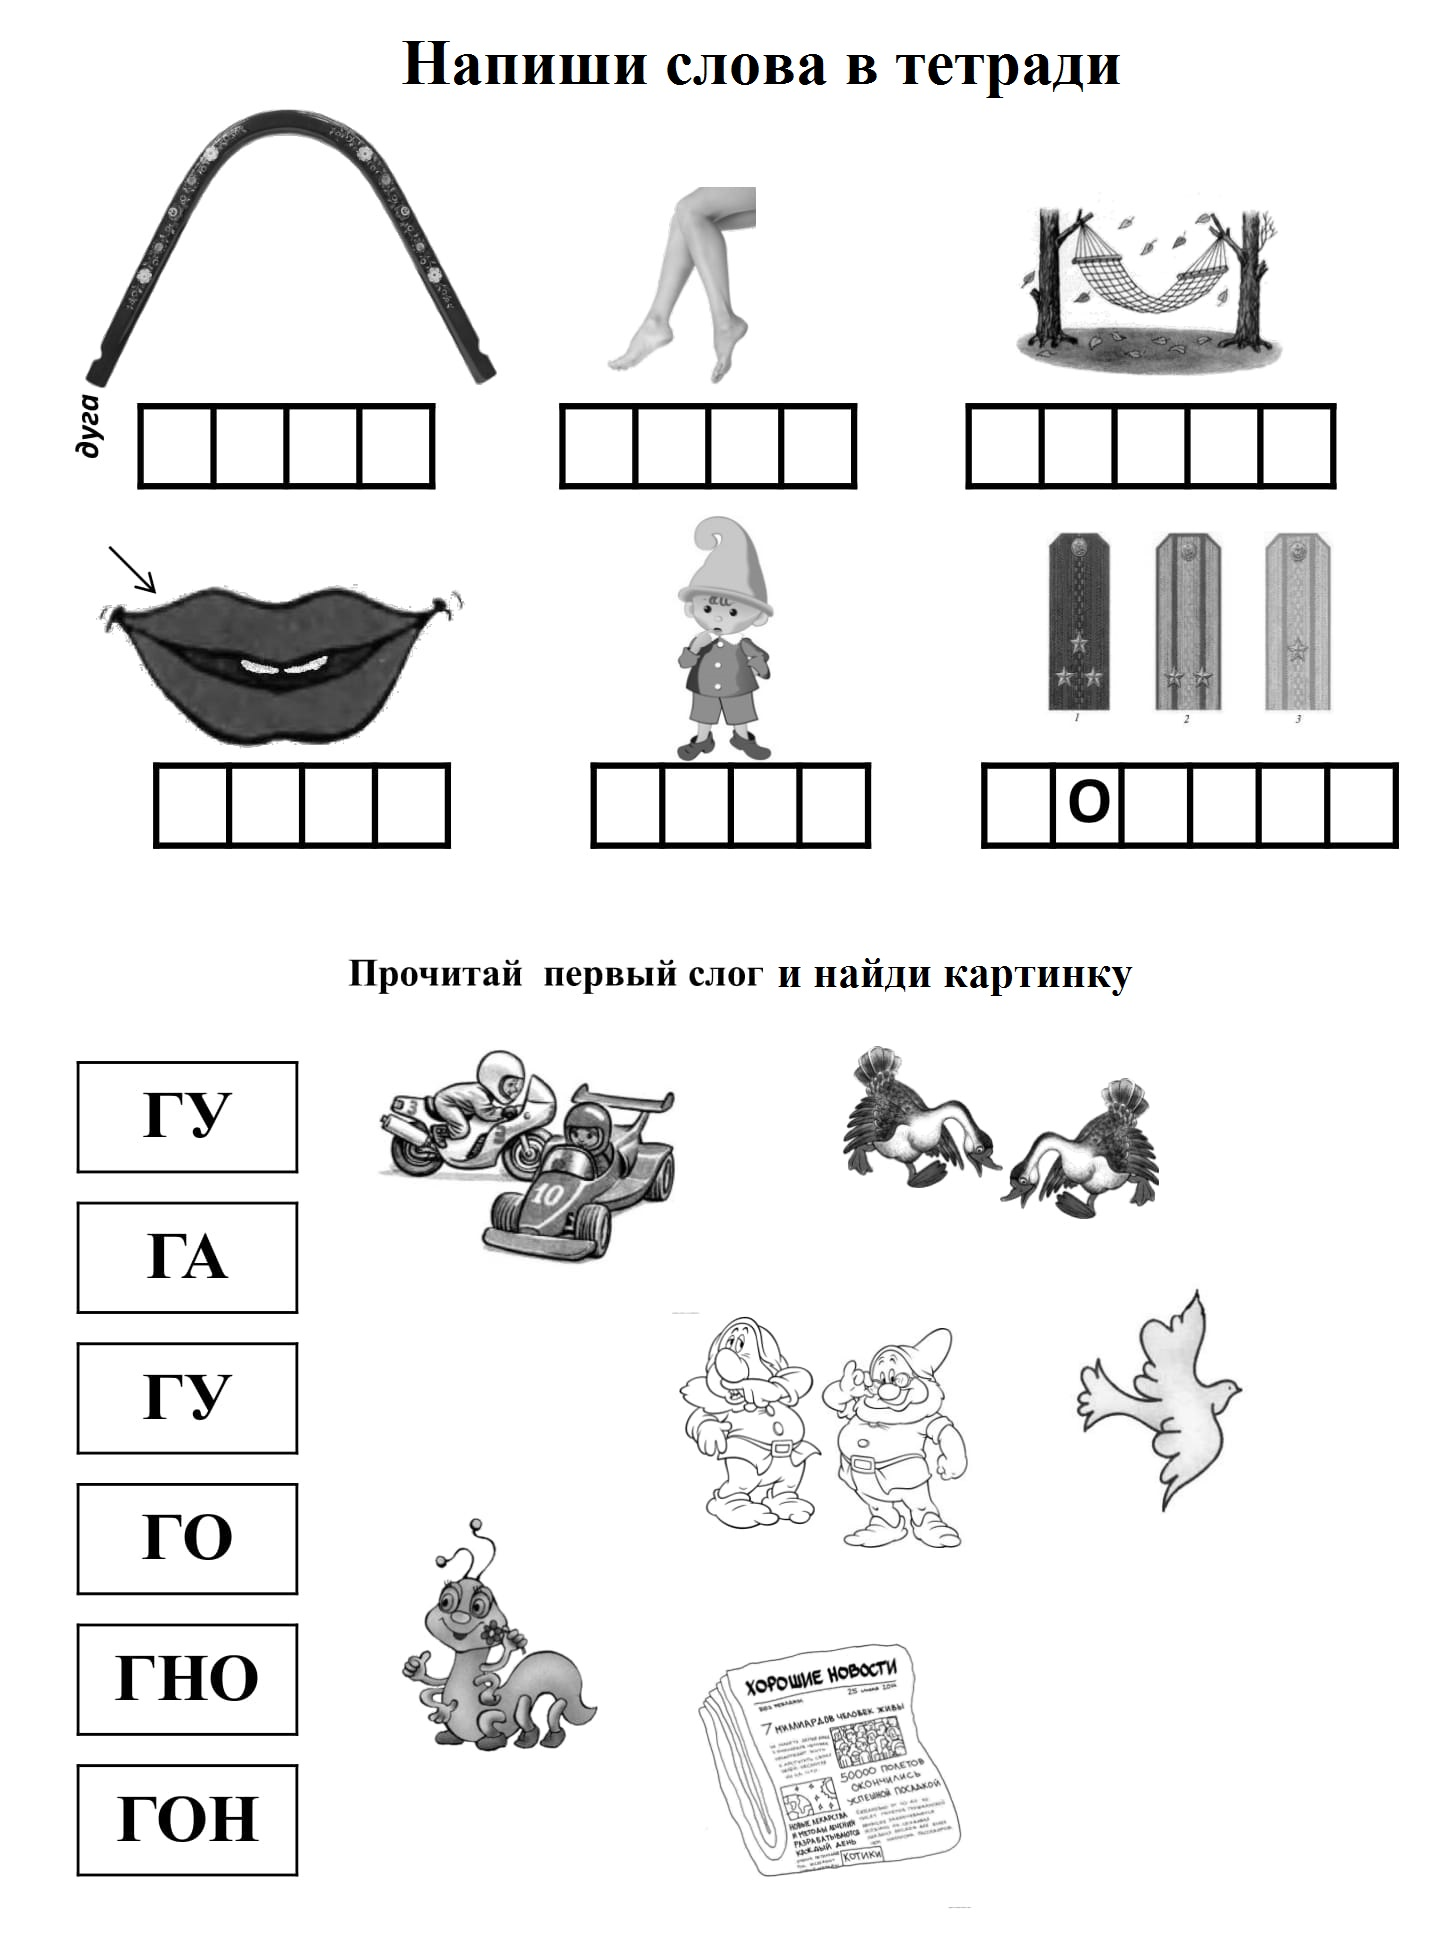 Напиши слова в тетради
дуга
1 2 3
О
Прочитай первый слог и найди картинку
ГУ
ГА
ГУ
ГО
ГНО
ГОН
3
10
ХОРОШИЕ НОВОСТИ
БЕЗ РЕКЛАМЫ
7 МИЛЛИАРДОВ ЧЕЛОВЕК ЖИВЫ
50000 ПОЛЕТОВ
ОКОНЧИЛИСЬ
УСПЕШНОЙ ПОСАДКОЙ
НОВЫЕ ЛЕКАРСТВА
И МЕТОДЫ ЛЕЧЕНИЯ
РАЗРАБАТЫВАЮТСЯ
КАЖДЫЙ ДЕНЬ
КОТИКИ